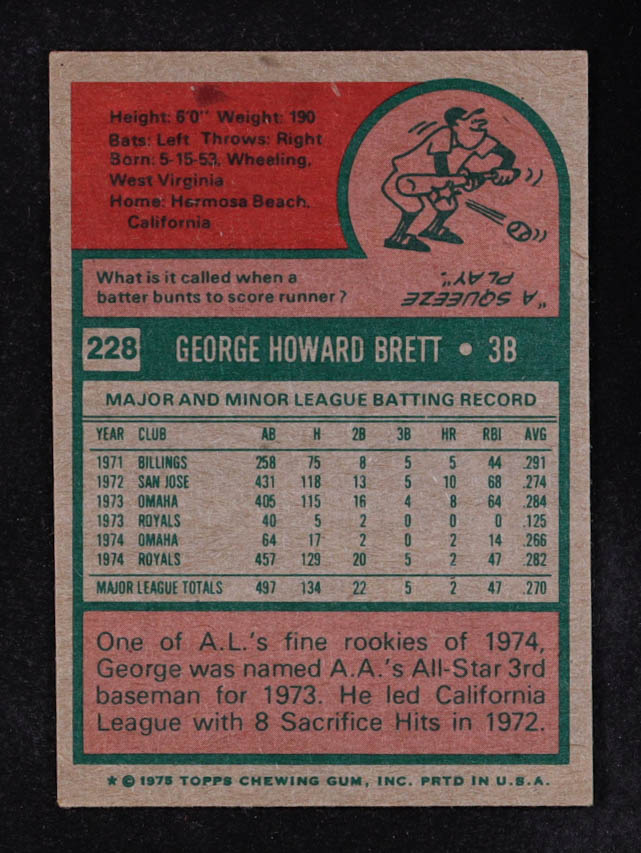 Height: 6'0" Weight: 190
Bats: Left Throws: Right
Born: 5-15-53, Wheeling,
West Virginia
Home: Hermosa Beach,
California
What is it called when a
batter bunts to score runner?
"A SQUEEZE
PLAY".
228 GEORGE HOWARD BRETT • 3B
MAJOR AND MINOR LEAGUE BATTING RECORD
YEAR CLUB AB H 2B 3B HR RBI AVG
1971 BILLINGS 258 75 8 5 5 44 .291
1972 SAN JOSE 431 118 13 5 10 68 .274
1973 OMAHA 405 115 16 4 8 64 .284
1973 ROYALS 40 5 2 0 0 0 .125
1974 OMAHA 64 17 2 0 2 14 .266
1974 ROYALS 457 129 20 5 2 47 .282
MAJOR LEAGUE TOTALS 497 134 22 5 2 47 .270
One of A.L.'s fine rookies of 1974,
George was named A.A.'s All-Star 3rd
baseman for 1973. He led California
League with 8 Sacrifice Hits in 1972.
★ © 1975 TOPPS CHEWING GUM, INC. PRTD IN U.S.A.